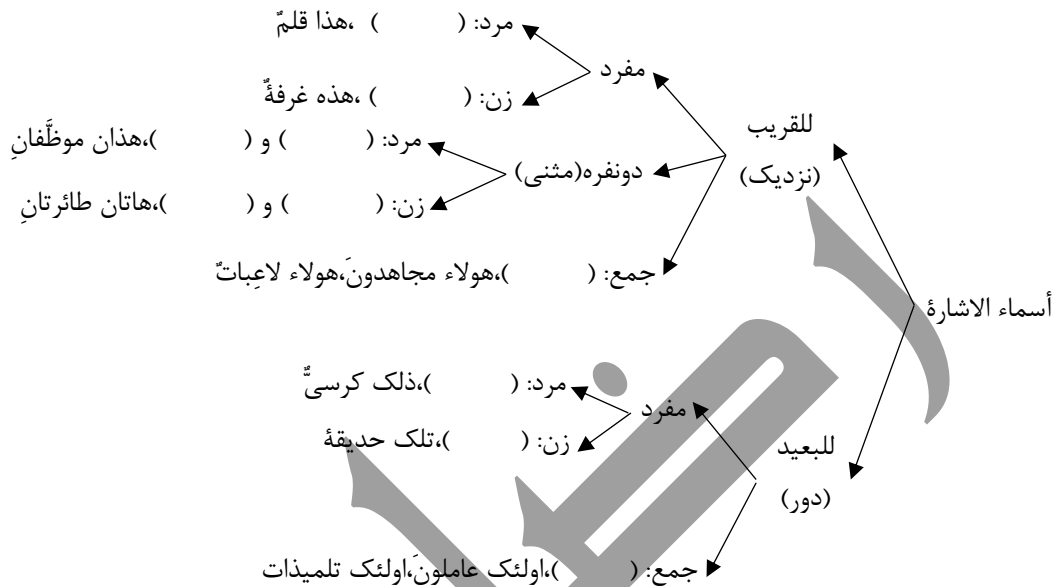 مرد: (          ) ،هذا قلمٌ
مفرد
زن: (          ) ،هذه غرفةٌ
للقریب
(نزدیک)
مرد: (          ) و (          )،هذان موظَّفانِ
دونفره(مثنی)
زن: (          ) و (          )،هاتان طائرتانِ
جمع: (          )،هولاء مجاهدونَ،هولاء لاعِباتٌ
أسماء الاشارة
مرد: (          )،ذلک کرسیٌّ
مفرد
زن: (          )،تلک حدیقة
للبعید
(دور)
جمع: (          )،اولئک عاملونَ،اولئک تلمیذات